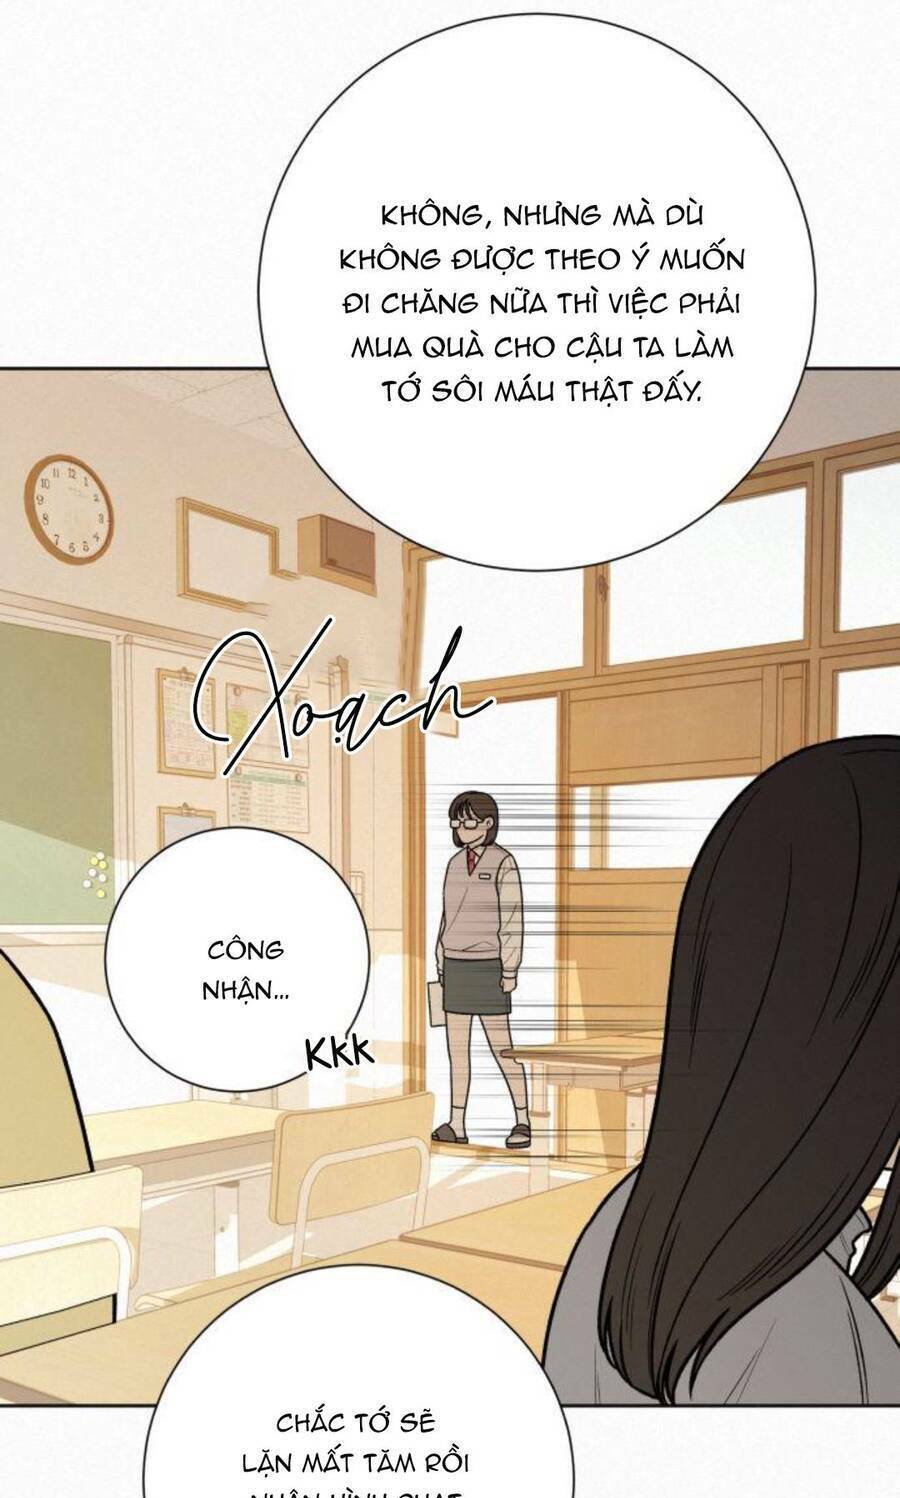 KHÔNG, NHƯNG MÀ DÙ
KHÔNG ĐƯỢC THEO Ý MUỐN
ĐI CHĂNG NỮA THÌ VIỆC PHẢI
MUA QUÀ CHO CẬU TA LÀM
TỚ SÔI MÁU THẬT ĐẤY.
Xoạch
CÔNG
NHẬN...
KKK
CHẮC TỚ SẼ
LẶN MẤT TĂM RỒI